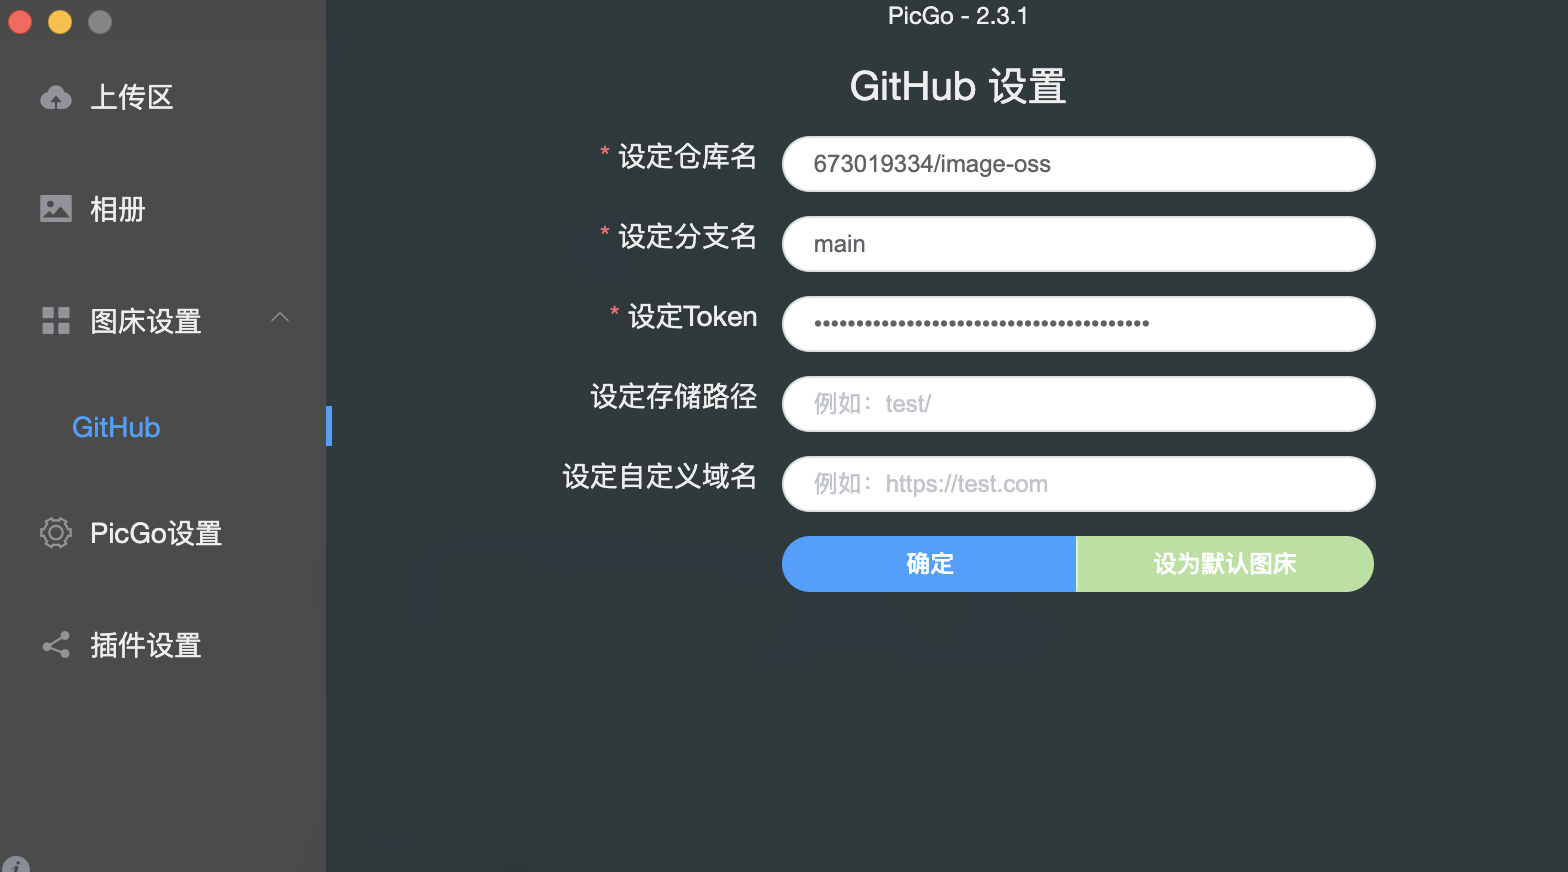 PicGo - 2.3.1
上传区
相册
图床设置
GitHub
PicGo设置
插件设置
GitHub 设置
* 设定仓库名 673019334/image-oss
* 设定分支名 main
* 设定Token ••••••••••••••••••••••••••••••••••••••••
设定存储路径 例如：test/
设定自定义域名 例如：https://test.com
确定 设为默认图床